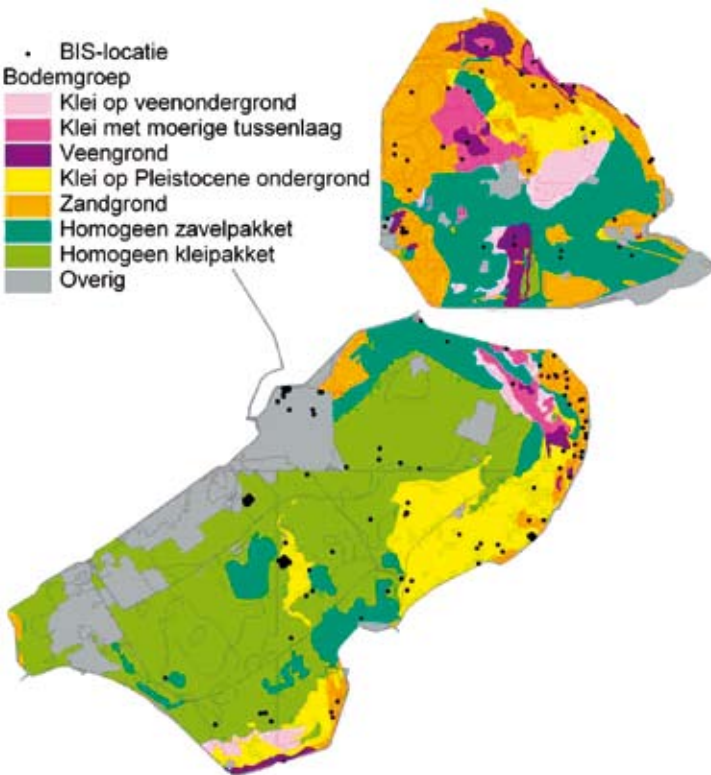 BIS-locatie
Bodemgroep
Klei op veenondergrond
Klei met moerige tussenlaag
Veengrond
Klei op Pleistocene ondergrond
Zandgrond
Homogeen zavelpakket
Homogeen kleipakket
Overig